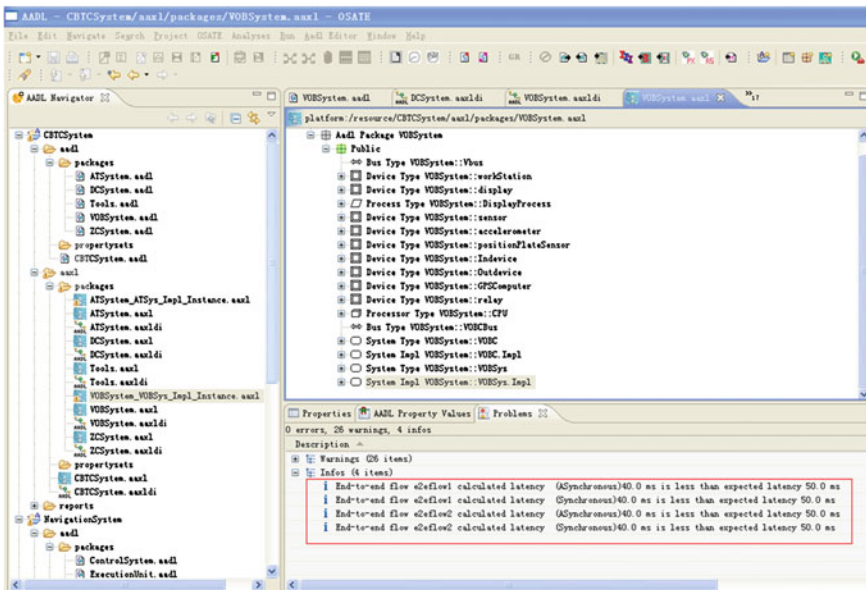 AADL - CBTCSystem/aaxl/packages/VOBSystem.aaxl - OSATE
File Edit Navigate Search Project OSATE Analyses Run Aadl Editor Window Help
AADL Navigator
CBTCSystem
aadl
packages
ATSystem.aadl
DCSystem.aadl
Tools.aadl
VOBSystem.aadl
ZCSystem.aadl
propertysets
CBTCSystem.aadl
aaxl
packages
ATSystem_ATSys_Impl_Instance.aaxl
ATSystem.aaxl
ATSystem.aaxldi
DCSystem.aaxl
DCSystem.aaxldi
Tools.aaxl
Tools.aaxldi
VOBSystem_VOBSys_Impl_Instance.aaxl
VOBSystem.aaxl
VOBSystem.aaxldi
ZCSystem.aaxl
ZCSystem.aaxldi
propertysets
CBTCSystem.aaxl
CBTCSystem.aaxldi
reports
NavigationSystem
aadl
packages
ControlSystem.aadl
ExecutionUnit.aadl
VOBSystem.aadl DCSystem.aaxldi VOBSystem.aaxldi VOBSystem.aaxl
platform:/resource/CBTCSystem/aaxl/packages/VOBSystem.aaxl
Aadl Package VOBSystem
Public
Bus Type VOBSystem::Vbus
Device Type VOBSystem::workStation
Device Type VOBSystem::display
Process Type VOBSystem::DisplayProcess
Device Type VOBSystem::sensor
Device Type VOBSystem::accelerometer
Device Type VOBSystem::positionPlateSensor
Device Type VOBSystem::Indevice
Device Type VOBSystem::Outdevice
Device Type VOBSystem::GPSComputer
Device Type VOBSystem::relay
Processor Type VOBSystem::CPU
Bus Type VOBSystem::VOBCBus
System Type VOBSystem::VOBC
System Impl VOBSystem::VOBC.Impl
System Type VOBSystem::VOBSys
System Impl VOBSystem::VOBSys.Impl
Properties AADL Property Values Problems
0 errors, 26 warnings, 4 infos
Description
Warnings (26 items)
Infos (4 items)
End-to-end flow e2eflow1 calculated latency (ASynchronous)40.0 ms is less than expected latency 50.0 ms
End-to-end flow e2eflow1 calculated latency (Synchronous)40.0 ms is less than expected latency 50.0 ms
End-to-end flow e2eflow2 calculated latency (ASynchronous)40.0 ms is less than expected latency 50.0 ms
End-to-end flow e2eflow2 calculated latency (Synchronous)40.0 ms is less than expected latency 50.0 ms